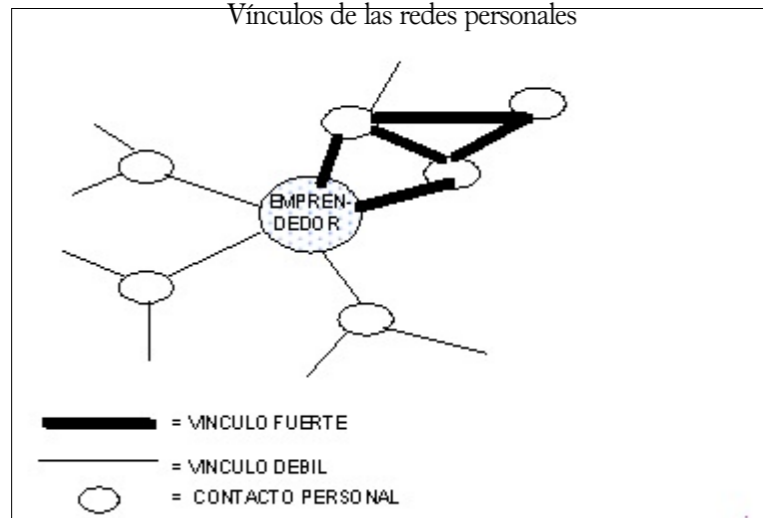 Vínculos de las redes personales
EMPREN-
DEDOR
= VINCULO FUERTE
= VINCULO DEBIL
= CONTACTO PERSONAL